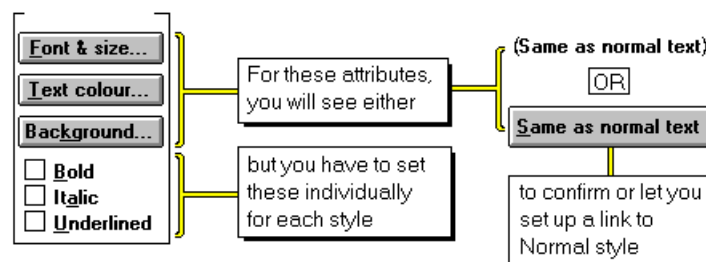 Font & size...
Text colour...
Background...
Bold
Italic
Underlined
For these attributes,
you will see either
but you have to set
these individually
for each style
(Same as normal text)
OR
Same as normal text
to confirm or let you
set up a link to
Normal style